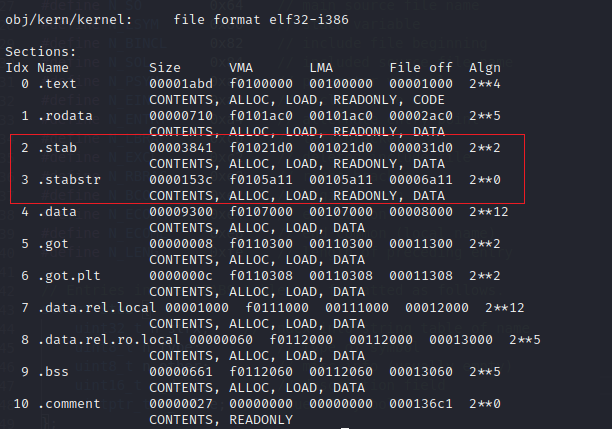 obj/kern/kernel:     file format elf32-i386
Sections:
Idx Name          Size      VMA       LMA       File off  Algn
  0 .text         00001abd  f0100000  00100000  00001000  2**4
                  CONTENTS, ALLOC, LOAD, READONLY, CODE
  1 .rodata       00000710  f0101ac0  00101ac0  00002ac0  2**5
                  CONTENTS, ALLOC, LOAD, READONLY, DATA
  2 .stab         00003841  f01021d0  001021d0  000031d0  2**2
                  CONTENTS, ALLOC, LOAD, READONLY, DATA
  3 .stabstr      0000153c  f0105a11  00105a11  00006a11  2**0
                  CONTENTS, ALLOC, LOAD, READONLY, DATA
  4 .data         00009300  f0107000  00107000  00008000  2**12
                  CONTENTS, ALLOC, LOAD, DATA
  5 .got          00000008  f0110300  00110300  00011300  2**2
                  CONTENTS, ALLOC, LOAD, DATA
  6 .got.plt      0000000c  f0110308  00110308  00011308  2**2
                  CONTENTS, ALLOC, LOAD, DATA
  7 .data.rel.local 00001000  f0111000  00111000  00012000  2**12
                  CONTENTS, ALLOC, LOAD, DATA
  8 .data.rel.ro.local 00000060  f0112000  00112000  00013000  2**5
                  CONTENTS, ALLOC, LOAD, DATA
  9 .bss          00000661  f0112060  00112060  00013060  2**5
                  CONTENTS, ALLOC, LOAD, DATA
 10 .comment      00000027  00000000  00000000  000136c1  2**0
                  CONTENTS, READONLY